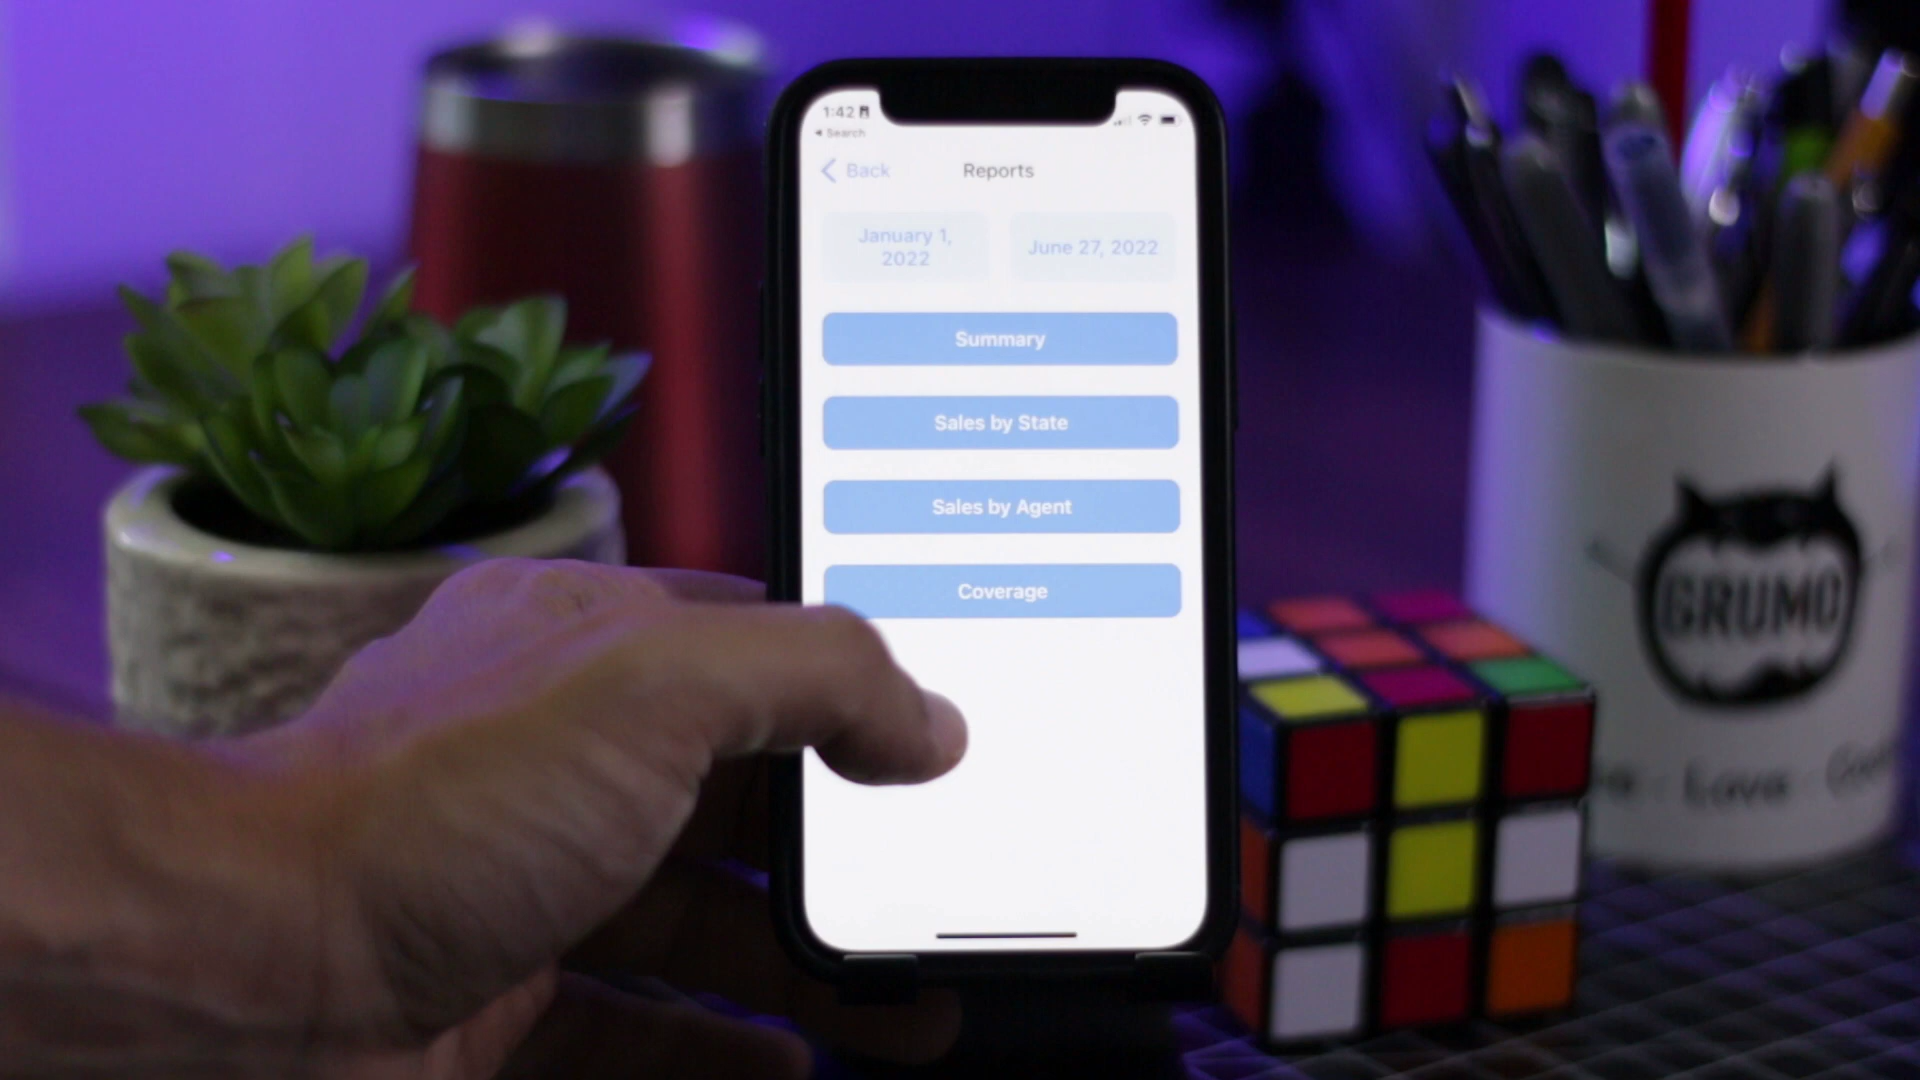 1:42
Search
Back
Reports
January 1,
2022
June 27, 2022
Summary
Sales by State
Sales by Agent
Coverage
GRUMO
Love